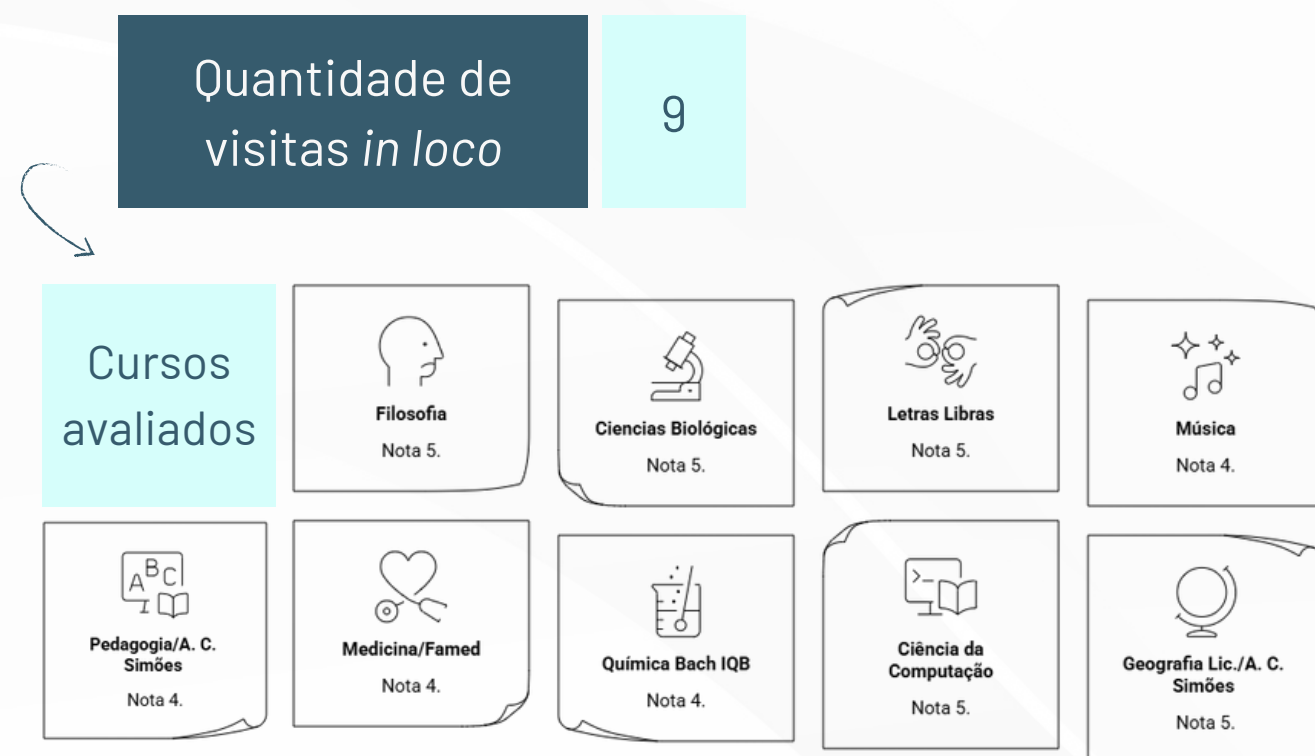 Quantidade de
visitas in loco
9
Cursos
avaliados
Filosofia
Nota 5.
Ciencias Biológicas
Nota 5.
Letras Libras
Nota 5.
Música
Nota 4.
ABC
Pedagogia/A. C.
Simões
Nota 4.
Medicina/Famed
Nota 4.
Química Bach IQB
Nota 4.
>_
Ciência da
Computação
Nota 5.
Geografia Lic./A. C.
Simões
Nota 5.